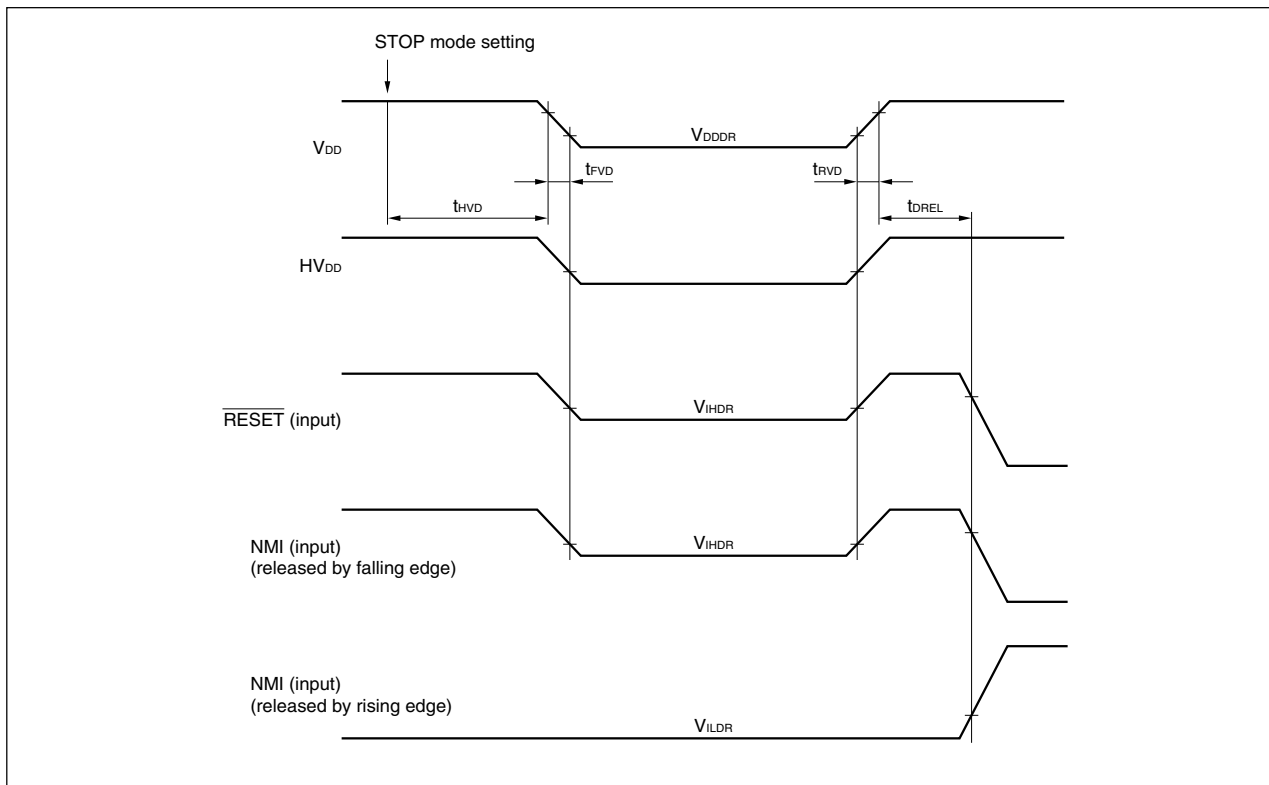 STOP mode setting
VDD
VDDDR
tFVD
tRVD
tHVD
tDREL
HVDD
RESET (input)
VIHDR
NMI (input)
(released by falling edge)
VIHDR
NMI (input)
(released by rising edge)
VILDR